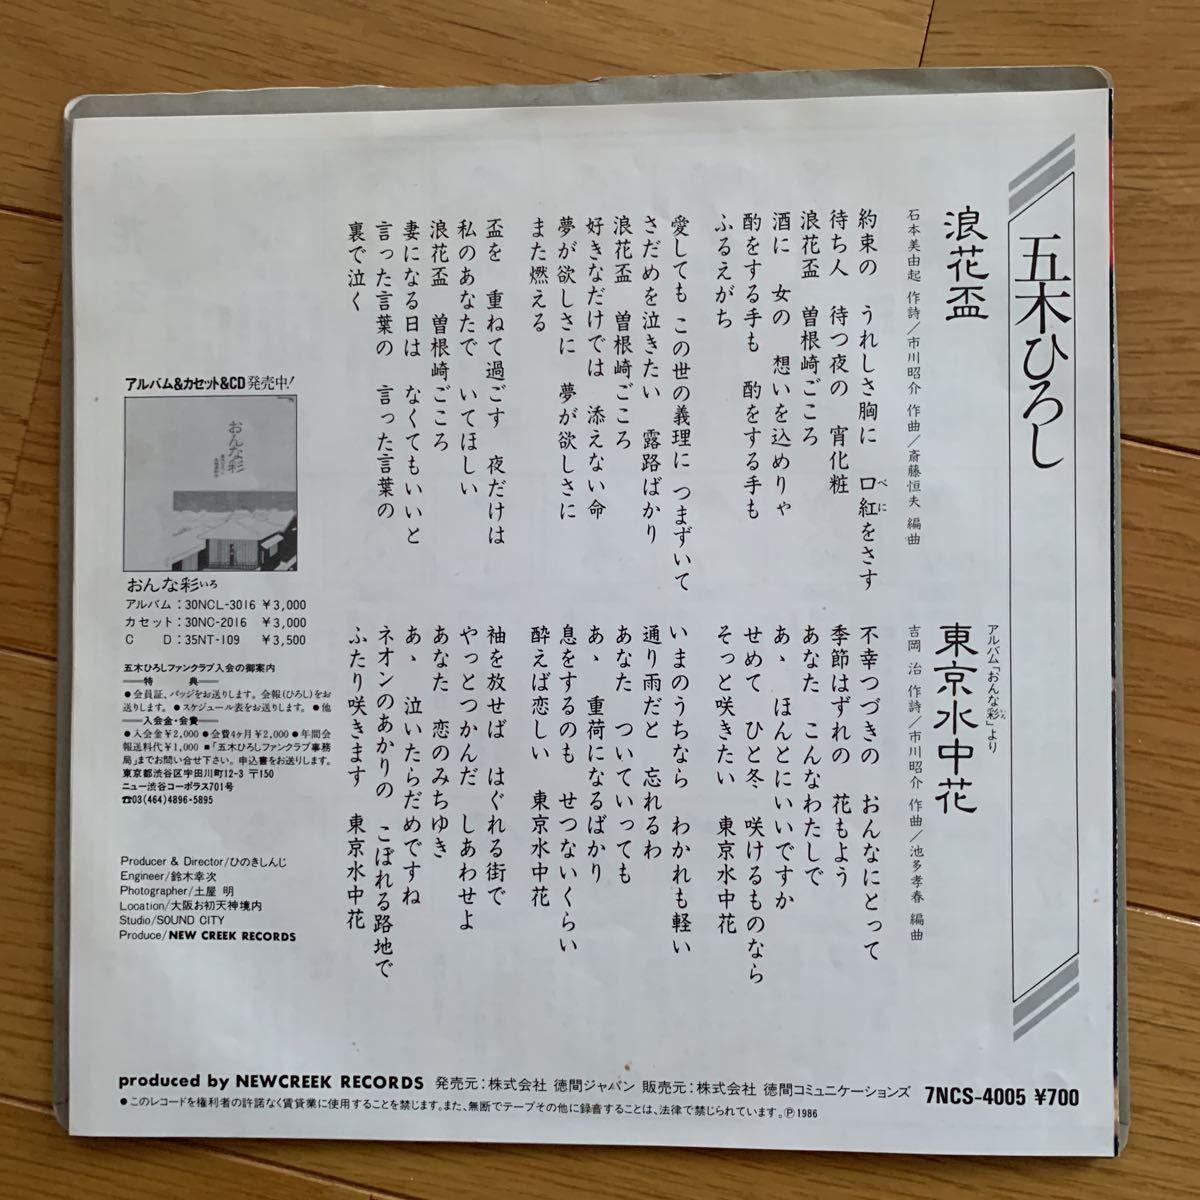 五木ひろし
浪花盃
石本美由起 作詩/市川昭介 作曲/斎藤恒夫 編曲
約束の うれしさ胸に 口紅をさす
べに
待ち人 待つ夜の 宵化粧
浪花盃 曽根崎ごころ
酒に 女の 想いを込めりゃ
酌をする手も 酌をする手も
ふるえがち
愛しても この世の義理に つまずいて
さだめを泣きたい 露路ばかり
浪花盃 曽根崎ごころ
好きなだけでは 添えない命
夢が欲しさに 夢が欲しさに
また燃える
盃を 重ねて過ごす 夜だけは
私のあなたで いてほしい
浪花盃 曽根崎ごころ
妻になる日は なくてもいいと
言った言葉の 言った言葉の
裏で泣く
アルバム「おんな彩」より
いろ
東京水中花
吉岡 治 作詩/市川昭介 作曲/池多孝春 編曲
不幸つづきの おんなにとって
季節はずれの 花もよう
あなた こんなわたしで
あゝ ほんとにいいですか
せめて ひと冬 咲けるものなら
そっと咲きたい 東京水中花
いまのうちなら わかれも軽い
通り雨だと 忘れるわ
あなた ついていっても
あゝ 重荷になるばかり
息をするのも せつないくらい
酔えば恋しい 東京水中花
袖を放せば はぐれる街で
やっとつかんだ しあわせよ
あなた 恋のみちゆき
あゝ 泣いたらだめですね
ネオンのあかりの こぼれる路地で
ふたり咲きます 東京水中花
アルバム&カセット&CD発売中!
おんな彩
おんな彩いろ
アルバム:30NCL-3016 ¥3,000
カセット:30NC-2016 ¥3,000
C D:35NT-109 ¥3,500
五木ひろしファンクラブ入会の御案内
特 典
●会員証、バッジをお送りします。会報(ひろし)をお
送りします。●スケジュール表をお送りします。●他
入会金・会費
●入会金¥2,000 ●会費4ヶ月¥2,000 ●年間会
報送料代¥1,000 ■「五木ひろしファンクラブ事務
局」までお問い合せ下さい。申込書をお送りします。
東京都渋谷区宇田川町12-3 〒150
ニュー渋谷コーポラス701号
☎03(464)4896・5895
Producer & Director/ひのきしんじ
Engineer/鈴木幸次
Photographer/土屋 明
Location/大阪お初天神境内
Studio/SOUND CITY
Produce/NEW CREEK RECORDS
produced by NEWCREEK RECORDS 発売元:株式会社 徳間ジャパン 販売元:株式会社 徳間コミュニケーションズ 7NCS-4005 ¥700
●このレコードを権利者の許諾なく賃貸業に使用することを禁じます。また、無断でテープその他に録音することは、法律で禁じられています。Ⓟ1986